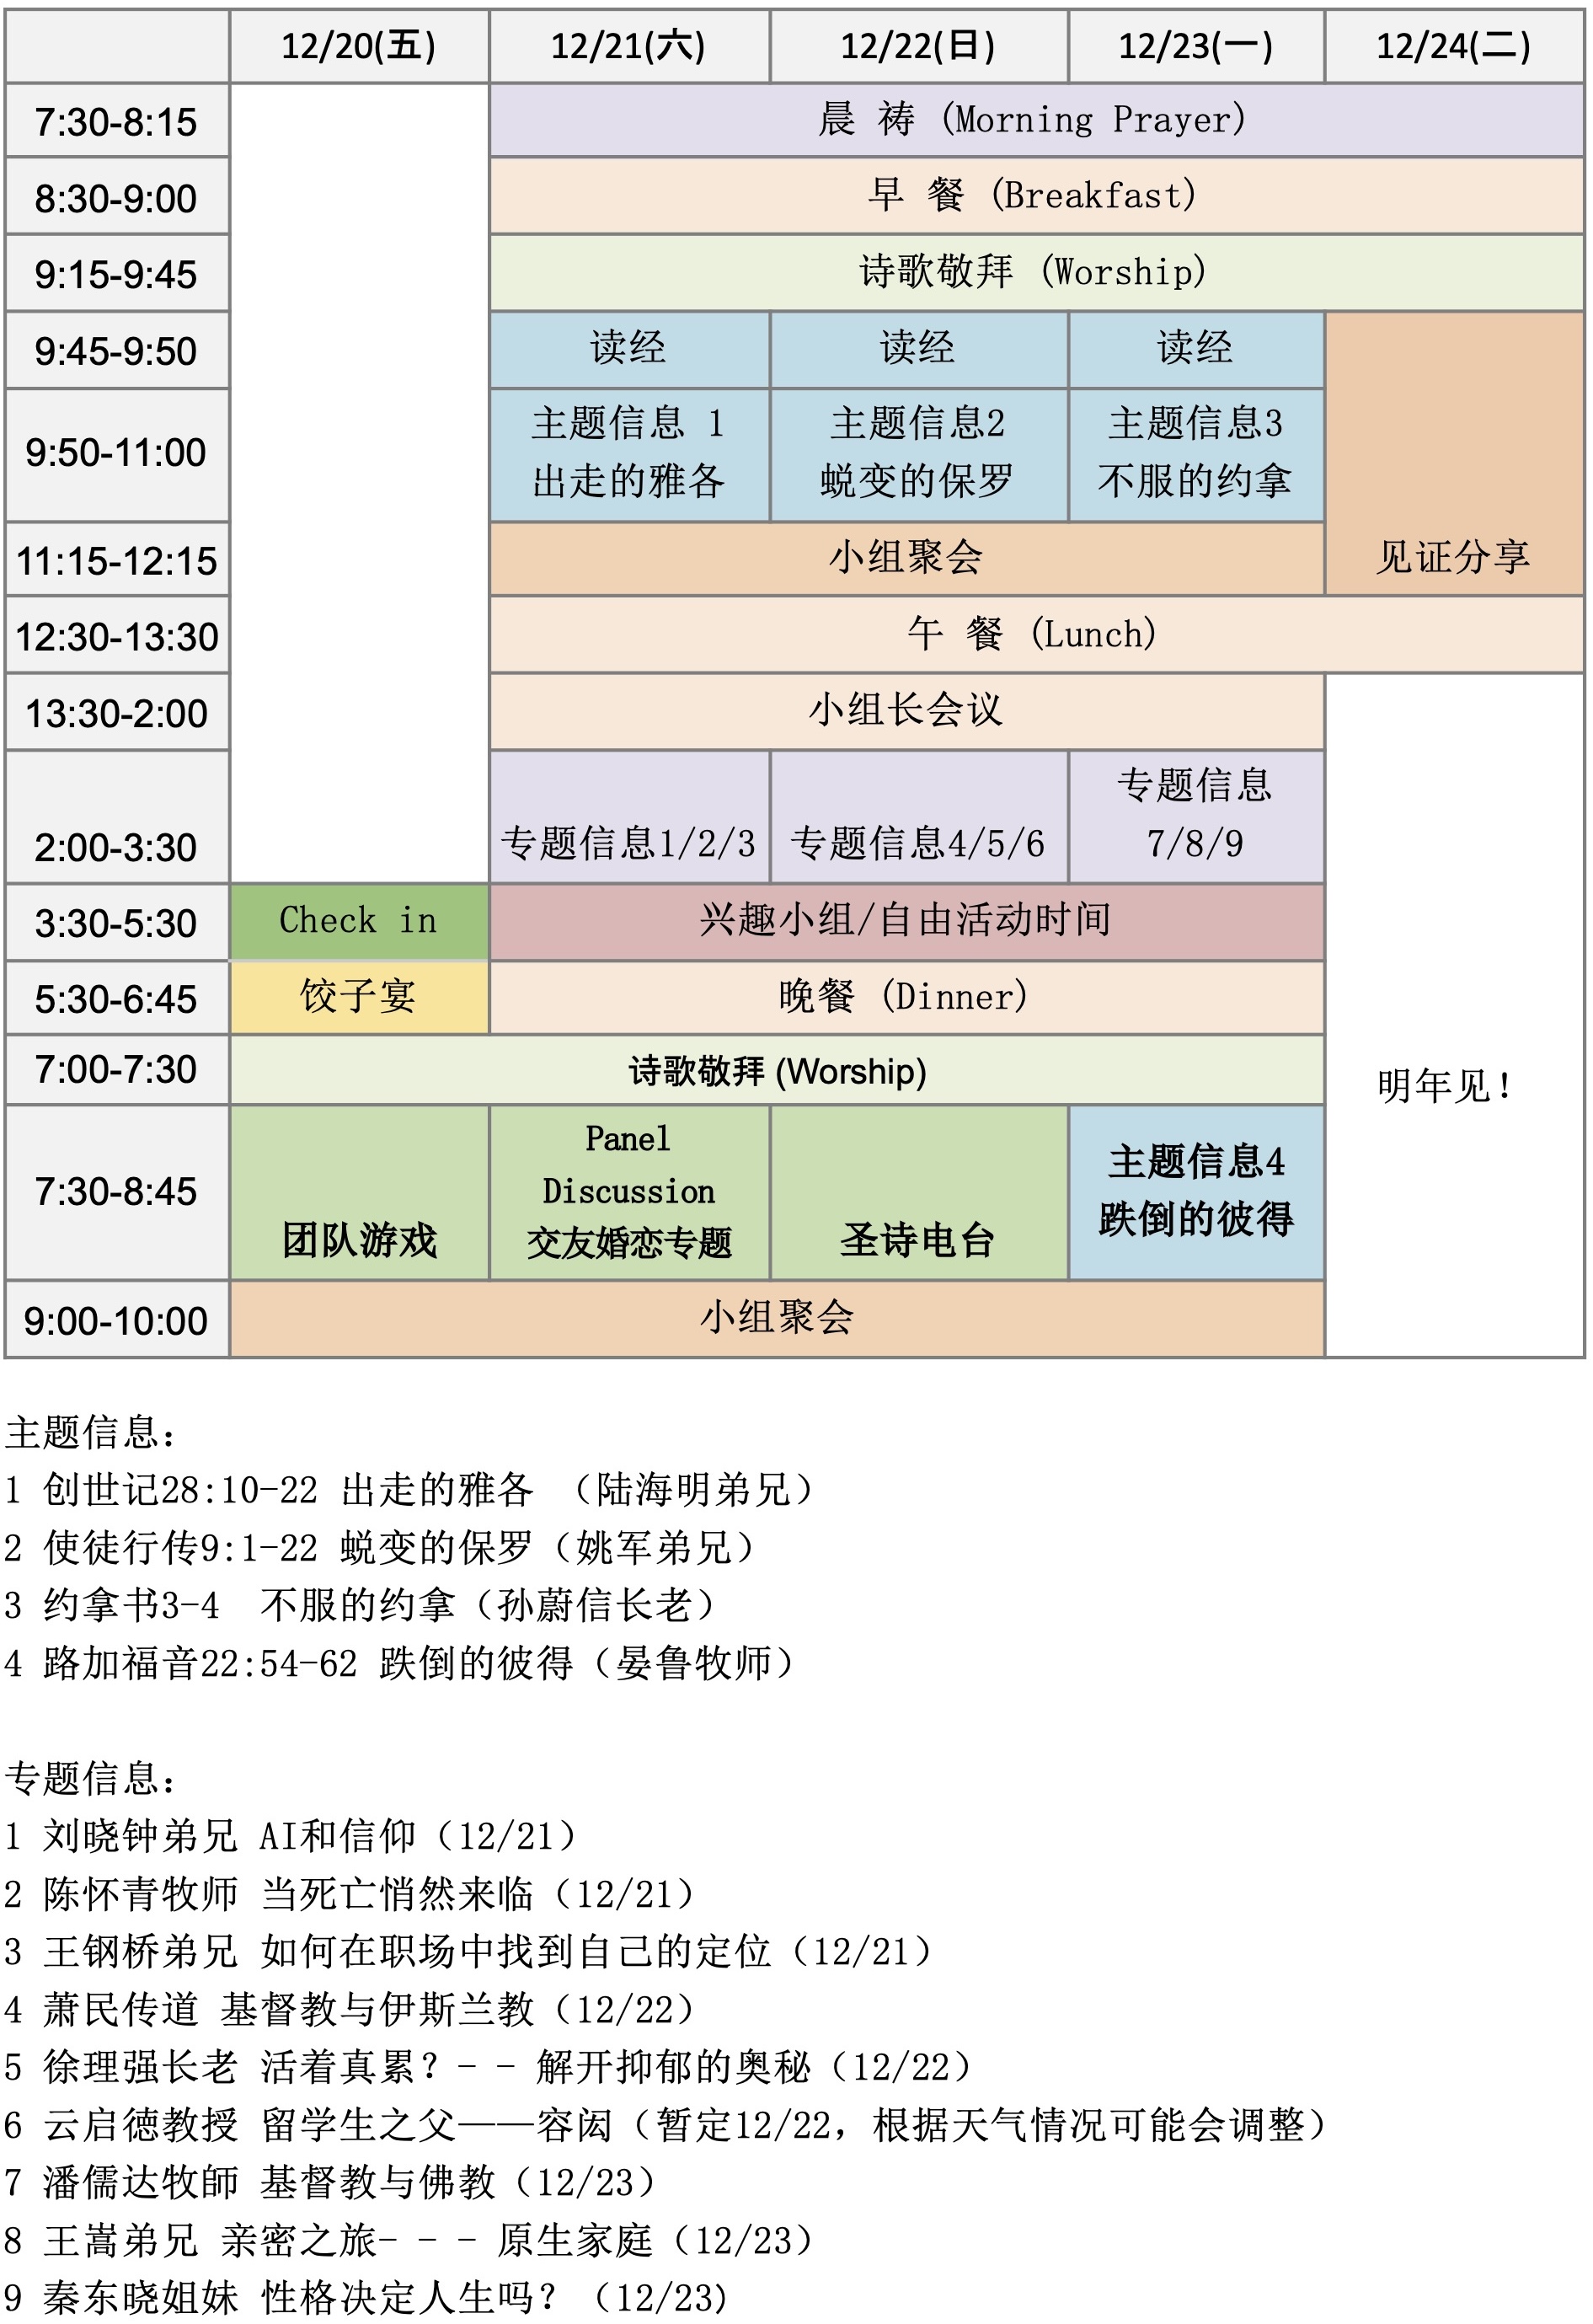 12/20(五) 12/21(六) 12/22(日) 12/23(一) 12/24(二)
7:30-8:15 晨 祷 (Morning Prayer)
8:30-9:00 早 餐 (Breakfast)
9:15-9:45 诗歌敬拜 (Worship)
9:45-9:50 读经 读经 读经
9:50-11:00 主题信息 1 主题信息2 主题信息3
出走的雅各 蜕变的保罗 不服的约拿
11:15-12:15 小组聚会 见证分享
12:30-13:30 午 餐 (Lunch)
13:30-2:00 小组长会议
2:00-3:30 专题信息1/2/3 专题信息4/5/6 专题信息
7/8/9
3:30-5:30 Check in 兴趣小组/自由活动时间
5:30-6:45 饺子宴 晚餐 (Dinner)
7:00-7:30 诗歌敬拜 (Worship)
明年见!
7:30-8:45 团队游戏 Panel
Discussion
交友婚恋专题 圣诗电台 主题信息4
跌倒的彼得
9:00-10:00 小组聚会
主题信息:
1 创世记28:10-22 出走的雅各 (陆海明弟兄)
2 使徒行传9:1-22 蜕变的保罗（姚军弟兄）
3 约拿书3-4 不服的约拿（孙蔚信长老）
4 路加福音22:54-62 跌倒的彼得（晏鲁牧师）
专题信息:
1 刘晓钟弟兄 AI和信仰（12/21）
2 陈怀青牧师 当死亡悄然来临（12/21）
3 王钢桥弟兄 如何在职场中找到自己的定位（12/21）
4 萧民传道 基督教与伊斯兰教（12/22）
5 徐理强长老 活着真累？- - 解开抑郁的奥秘（12/22）
6 云启德教授 留学生之父——容闳（暂定12/22，根据天气情况可能会调整）
7 潘儒达牧師 基督教与佛教（12/23）
8 王嵩弟兄 亲密之旅- - - 原生家庭（12/23）
9 秦东晓姐妹 性格决定人生吗？（12/23)